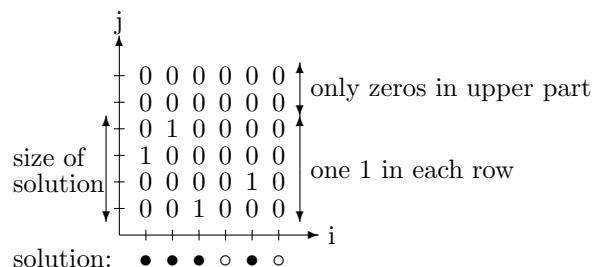 j
0 0 0 0 0 0
only zeros in upper part
0 0 0 0 0 0
0 1 0 0 0 0
size of
solution
1 0 0 0 0 0
one 1 in each row
0 0 0 0 1 0
0 0 1 0 0 0
i
solution: ● ● ● ○ ● ○